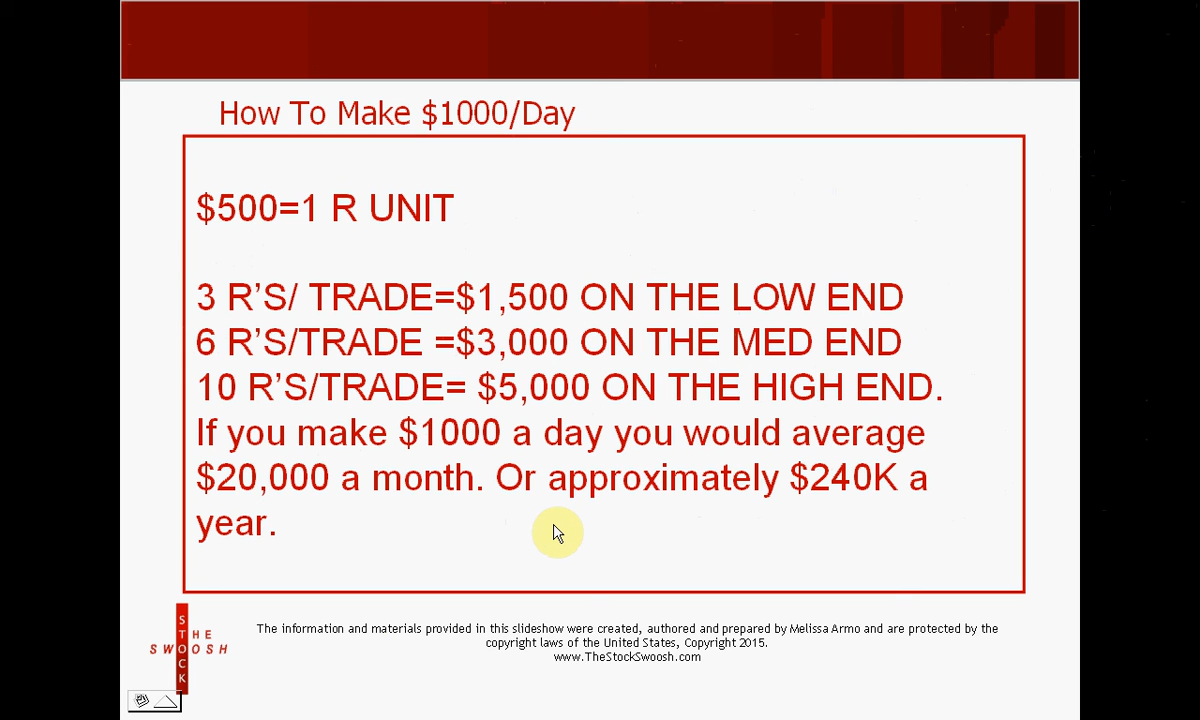 How To Make $1000/Day
$500=1 R UNIT
3 R’S/ TRADE=$1,500 ON THE LOW END
6 R’S/TRADE =$3,000 ON THE MED END
10 R’S/TRADE= $5,000 ON THE HIGH END.
If you make $1000 a day you would average
$20,000 a month. Or approximately $240K a
year.
THE
SWOOSH
STOCK
The information and materials provided in this slideshow were created, authored and prepared by Melissa Armo and are protected by the
copyright laws of the United States, Copyright 2015.
www.TheStockSwoosh.com